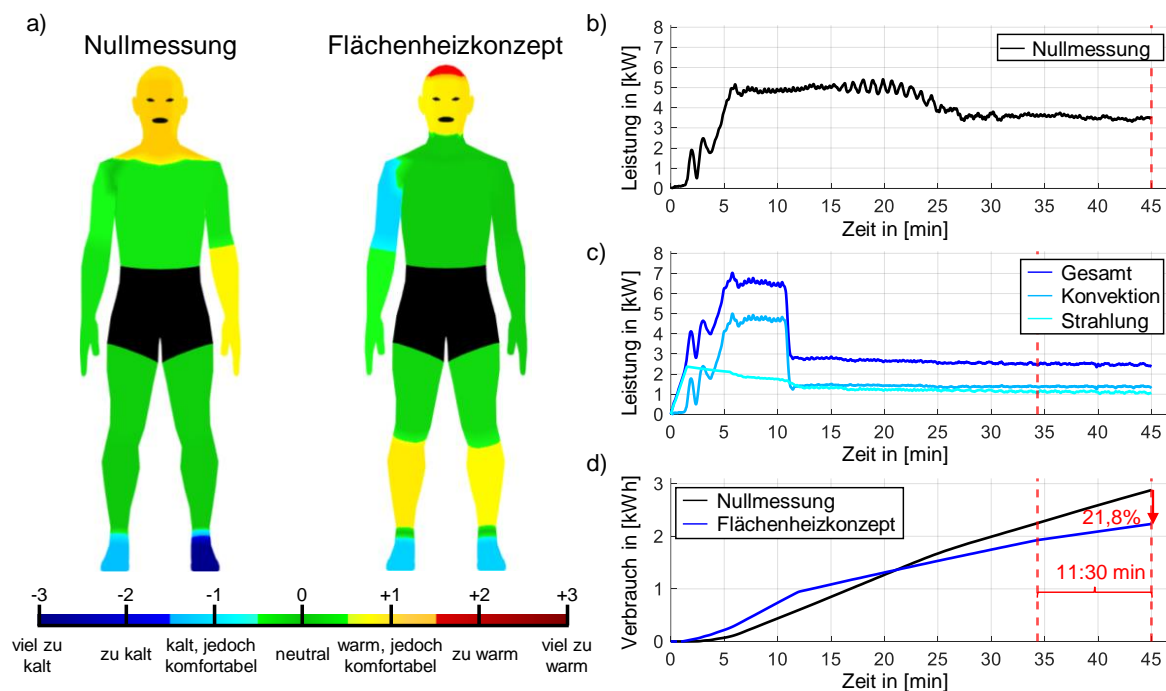 a)
Nullmessung
Flächenheizkonzept
-3
-2
-1
0
+1
+2
+3
viel zu
kalt
zu kalt
kalt, jedoch
komfortabel
neutral
warm, jedoch
komfortabel
zu warm
viel zu
warm
b)
Leistung in [kW]
8
7
6
5
4
3
2
1
0
Nullmessung
0 5 10 15 20 25 30 35 40 45
Zeit in [min]
c)
Leistung in [kW]
8
7
6
5
4
3
2
1
0
Gesamt
Konvektion
Strahlung
0 5 10 15 20 25 30 35 40 45
Zeit in [min]
d)
Verbrauch in [kWh]
3
2
1
0
Nullmessung
Flächenheizkonzept
21,8%
11:30 min
0 5 10 15 20 25 30 35 40 45
Zeit in [min]